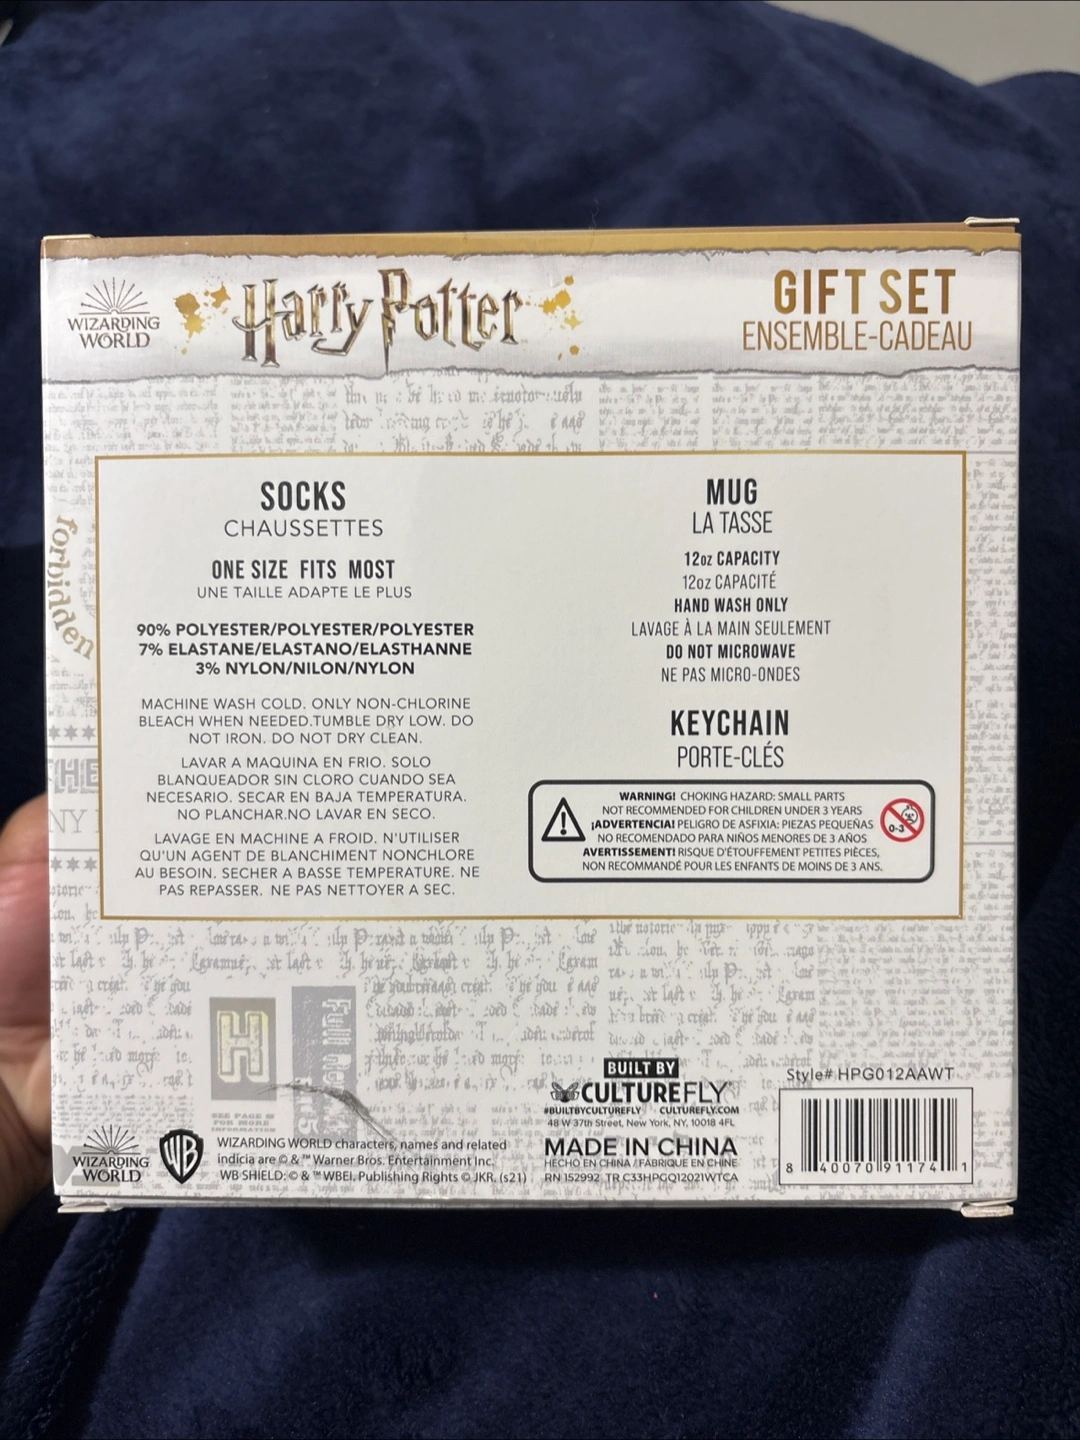 WIZARDING
WORLD
Harry Potter
GIFT SET
ENSEMBLE-CADEAU
forbidden
SOCKS
CHAUSSETTES
ONE SIZE FITS MOST
UNE TAILLE ADAPTE LE PLUS
90% POLYESTER/POLYESTER/POLYESTER
7% ELASTANE/ELASTANO/ELASTHANNE
3% NYLON/NILON/NYLON
MACHINE WASH COLD. ONLY NON-CHLORINE
BLEACH WHEN NEEDED.TUMBLE DRY LOW. DO
NOT IRON. DO NOT DRY CLEAN.
LAVAR A MAQUINA EN FRIO. SOLO
BLANQUEADOR SIN CLORO CUANDO SEA
NECESARIO. SECAR EN BAJA TEMPERATURA.
NO PLANCHAR.NO LAVAR EN SECO.
LAVAGE EN MACHINE A FROID. N'UTILISER
QU'UN AGENT DE BLANCHIMENT NONCHLORE
AU BESOIN. SECHER A BASSE TEMPERATURE. NE
PAS REPASSER. NE PAS NETTOYER A SEC.
MUG
LA TASSE
12oz CAPACITY
12oz CAPACITÉ
HAND WASH ONLY
LAVAGE À LA MAIN SEULEMENT
DO NOT MICROWAVE
NE PAS MICRO-ONDES
KEYCHAIN
PORTE-CLÉS
WARNING! CHOKING HAZARD: SMALL PARTS
NOT RECOMMENDED FOR CHILDREN UNDER 3 YEARS
¡ADVERTENCIA! PELIGRO DE ASFIXIA: PIEZAS PEQUEÑAS
NO RECOMENDADO PARA NIÑOS MENORES DE 3 AÑOS
AVERTISSEMENT! RISQUE D'ÉTOUFFEMENT PETITES PIÈCES,
NON RECOMMANDÉ POUR LES ENFANTS DE MOINS DE 3 ANS.
0-3
H
SEE PAGE
FOR MORE
INFORMATION
WIZARDING
WORLD
WB
WIZARDING WORLD characters, names and related
indicia are © & ™ Warner Bros. Entertainment Inc.
WB SHIELD: © & ™ WBEI. Publishing Rights © JKR. (s21)
BUILT BY
CULTUREFLY
#BUILTBYCULTUREFLY CULTUREFLY.COM
48 W 37th Street, New York, NY, 10018 4FL
MADE IN CHINA
HECHO EN CHINA / FABRIQUE EN CHINE
RN 152992 TR C33HPGQ12021WTCA
Style# HPG012AAWT
8 40070 91174 1